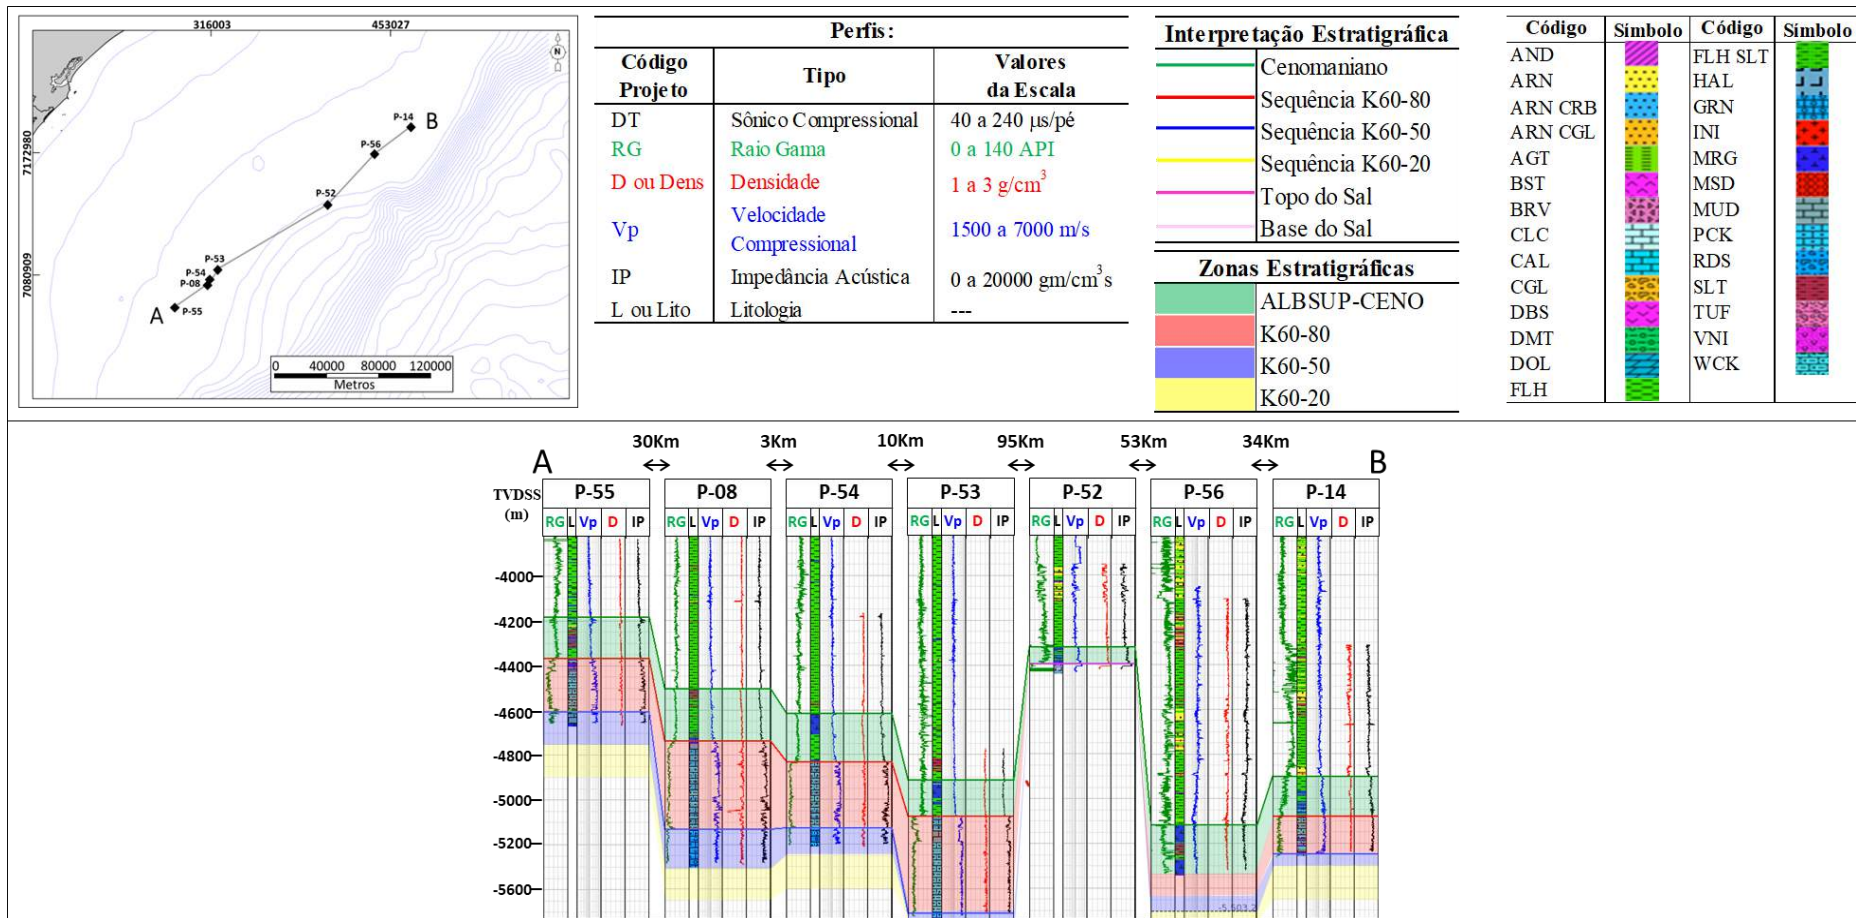 316003 453027
7172980
7080909
N
P-14 B
P-56
P-52
P-53
P-54
P-08
A P-55
0 40000 80000 120000
Metros
Perfis:
Código Projeto Tipo Valores da Escala
DT Sônico Compressional 40 a 240 µs/pé
RG Raio Gama 0 a 140 API
D ou Dens Densidade 1 a 3 g/cm³
Vp Velocidade Compressional 1500 a 7000 m/s
IP Impedância Acústica 0 a 20000 gm/cm³s
L ou Lito Litologia ---
Interpretação Estratigráfica
Cenomaniano
Sequência K60-80
Sequência K60-50
Sequência K60-20
Topo do Sal
Base do Sal
Zonas Estratigráficas
ALBSUP-CENO
K60-80
K60-50
K60-20
Código Símbolo Código Símbolo
AND FLH SLT
ARN HAL
ARN CRB GRN
ARN CGL INI
AGT MRG
BST MSD
BRV MUD
CLC PCK
CAL RDS
CGL SLT
DBS TUF
DMT VNI
DOL WCK
FLH
30Km 3Km 10Km 95Km 53Km 34Km
A B
TVDSS (m)
P-55 P-08 P-54 P-53 P-52 P-56 P-14
RG L Vp D IP RG L Vp D IP RG L Vp D IP RG L Vp D IP RG L Vp D IP RG L Vp D IP RG L Vp D IP
-4000
-4200
-4400
-4600
-4800
-5000
-5200
-5600
-5.503,2